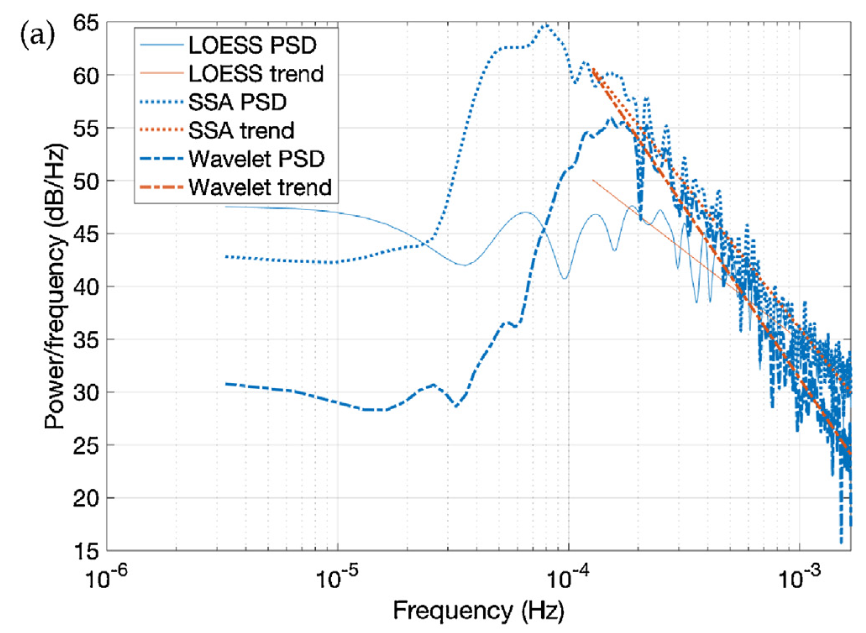 (a)
65
60
55
50
45
40
35
30
25
20
15
Power/frequency (dB/Hz)
LOESS PSD
LOESS trend
SSA PSD
SSA trend
Wavelet PSD
Wavelet trend
10-6
10-5
10-4
10-3
Frequency (Hz)